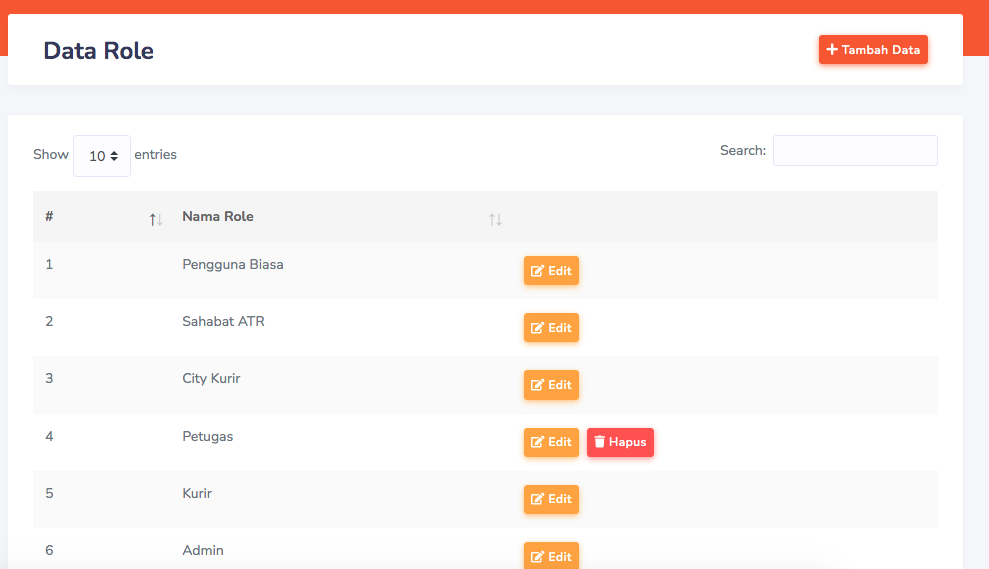 Data Role
Tambah Data
Show 10 entries
Search:
# Nama Role
1 Pengguna Biasa Edit
2 Sahabat ATR Edit
3 City Kurir Edit
4 Petugas Edit Hapus
5 Kurir Edit
6 Admin Edit